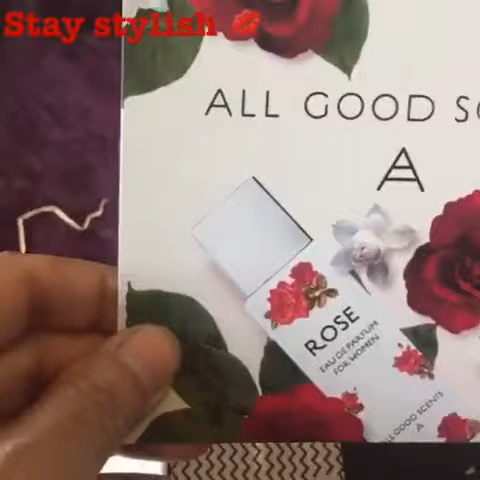 Stay stylish 💋
ALL GOOD SC
A
ROSE
EAU DE PARFUM
FOR WOMEN
ALL GOOD SCENTS
A